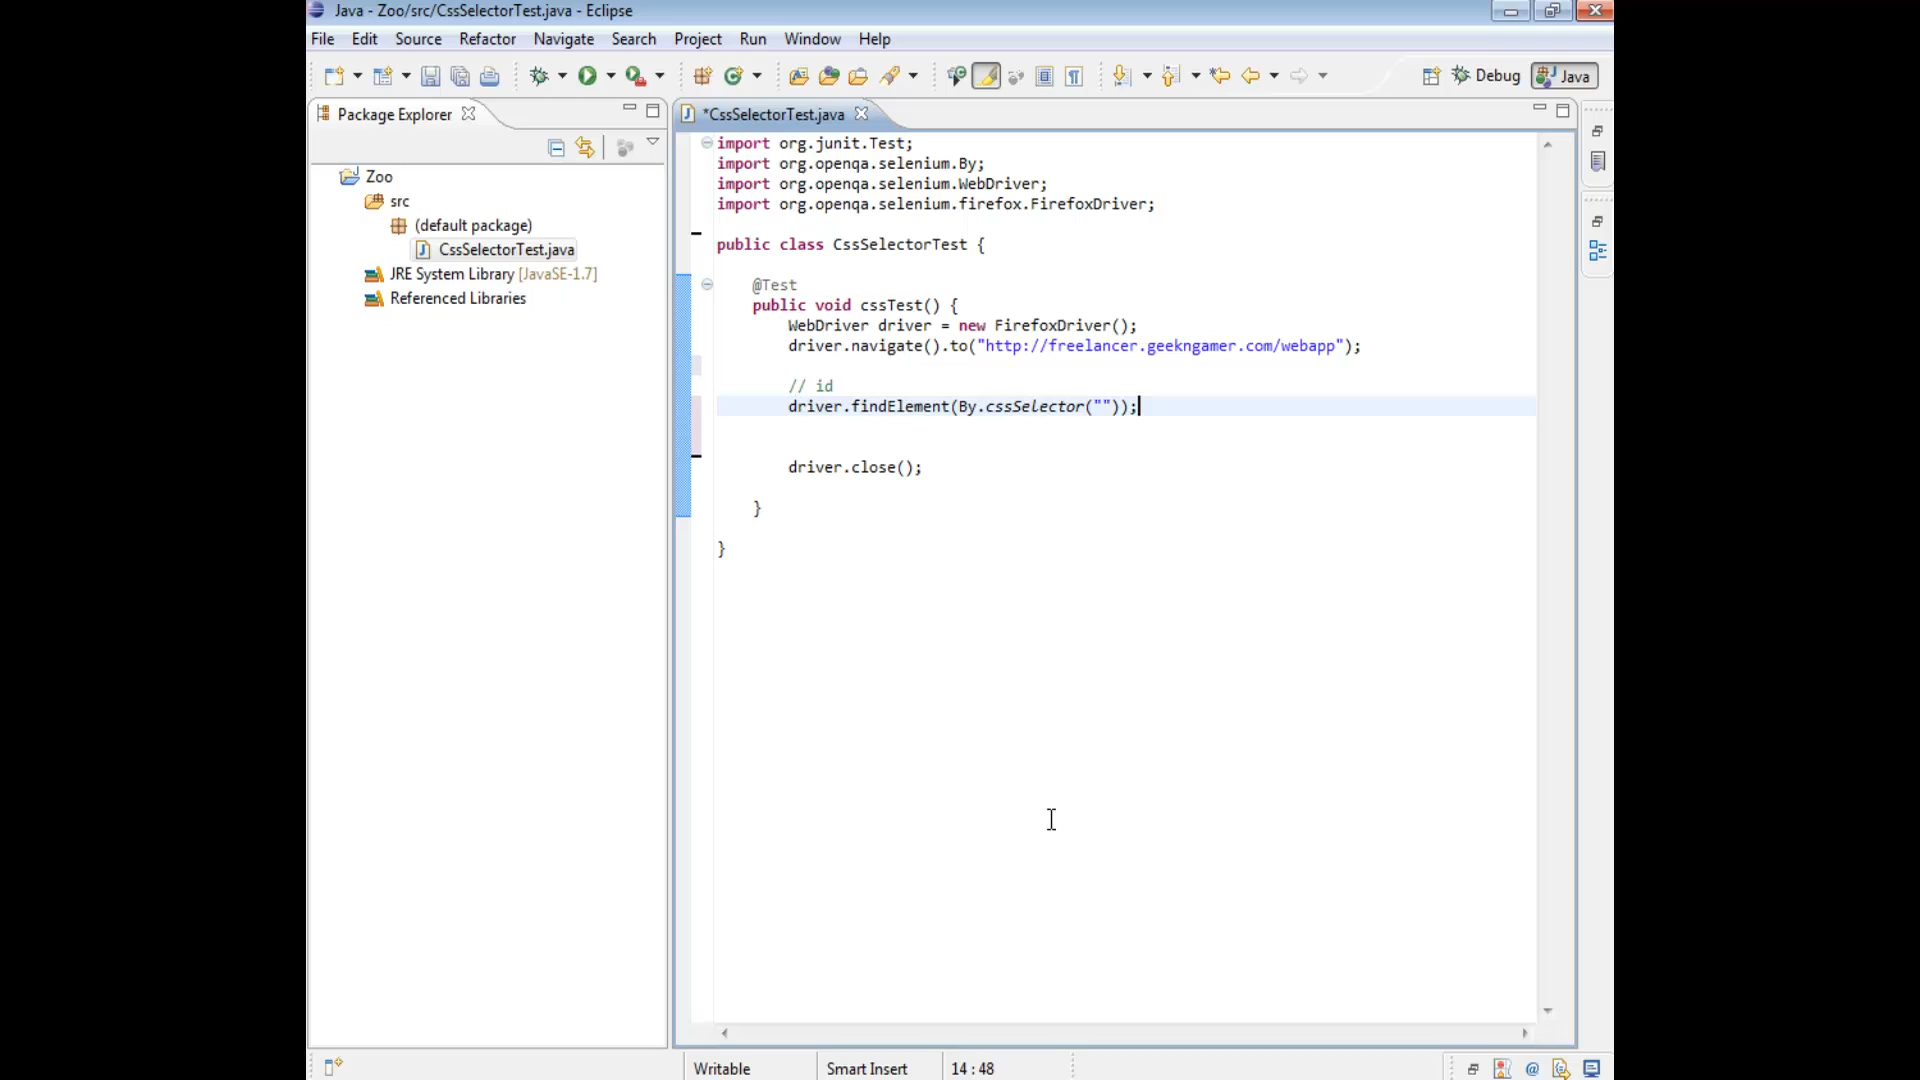 Java - Zoo/src/CssSelectorTest.java - Eclipse
File Edit Source Refactor Navigate Search Project Run Window Help
Debug Java
Package Explorer
*CssSelectorTest.java
Zoo
src
(default package)
CssSelectorTest.java
JRE System Library [JavaSE-1.7]
Referenced Libraries
import org.junit.Test;
import org.openqa.selenium.By;
import org.openqa.selenium.WebDriver;
import org.openqa.selenium.firefox.FirefoxDriver;
public class CssSelectorTest {
@Test
public void cssTest() {
WebDriver driver = new FirefoxDriver();
driver.navigate().to("http://freelancer.geekngamer.com/webapp");
// id
driver.findElement(By.cssSelector(""));
driver.close();
}
}
Writable Smart Insert 14 : 48